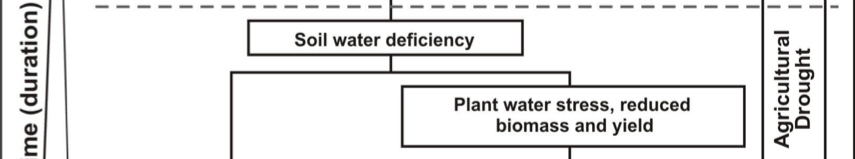 me (duration)
Soil water deficiency
Plant water stress, reduced
biomass and yield
Agricultural
Drought